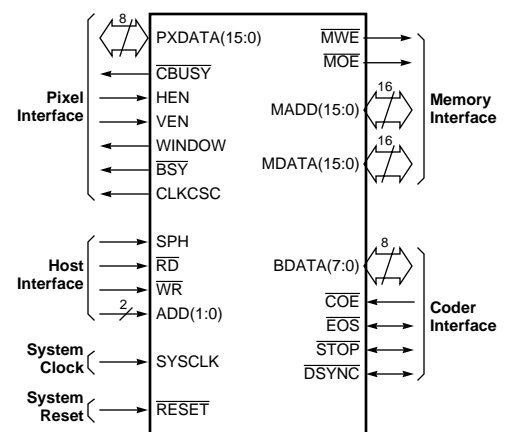 8
PXDATA(15:0)
CBUSY
HEN
VEN
WINDOW
BSY
CLKCSC
Pixel
Interface
SPH
RD
WR
2
ADD(1:0)
Host
Interface
System
Clock
SYSCLK
System
Reset
RESET
MWE
MOE
16
MADD(15:0)
16
MDATA(15:0)
Memory
Interface
8
BDATA(7:0)
COE
EOS
STOP
DSYNC
Coder
Interface